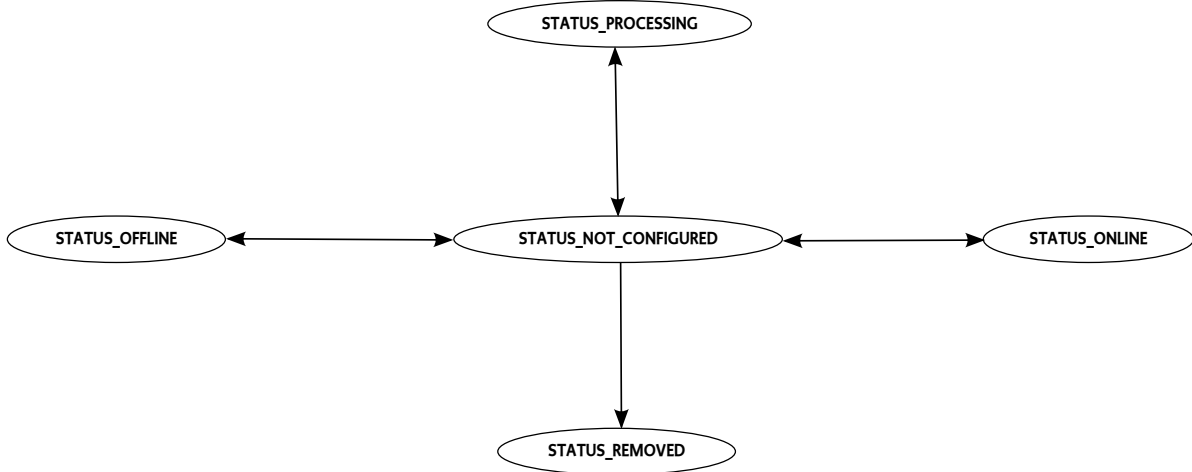 STATUS_PROCESSING
STATUS_OFFLINE
STATUS_NOT_CONFIGURED
STATUS_ONLINE
STATUS_REMOVED